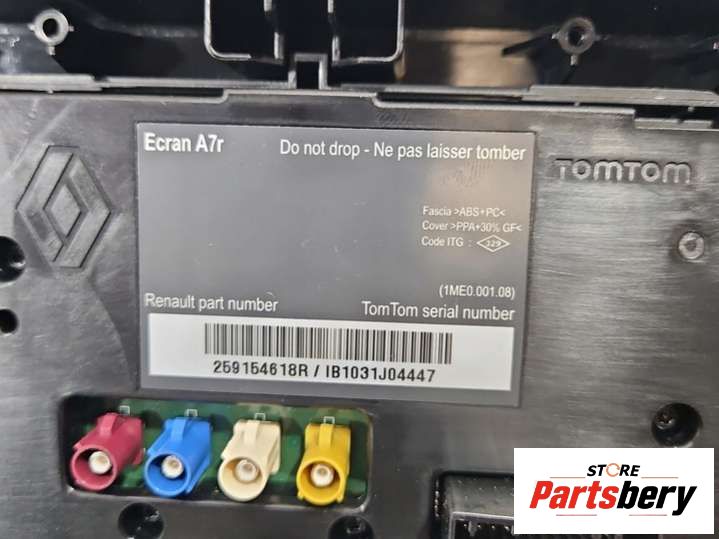 Ecran A7r
Do not drop - Ne pas laisser tomber
TOMTOM
Fascia >ABS+PC<
Cover >PPA+30% GF<
Code ITG : 329
(1ME0.001.08)
Renault part number
TomTom serial number
259154618R / IB1031J04447
STORE
Partsbery